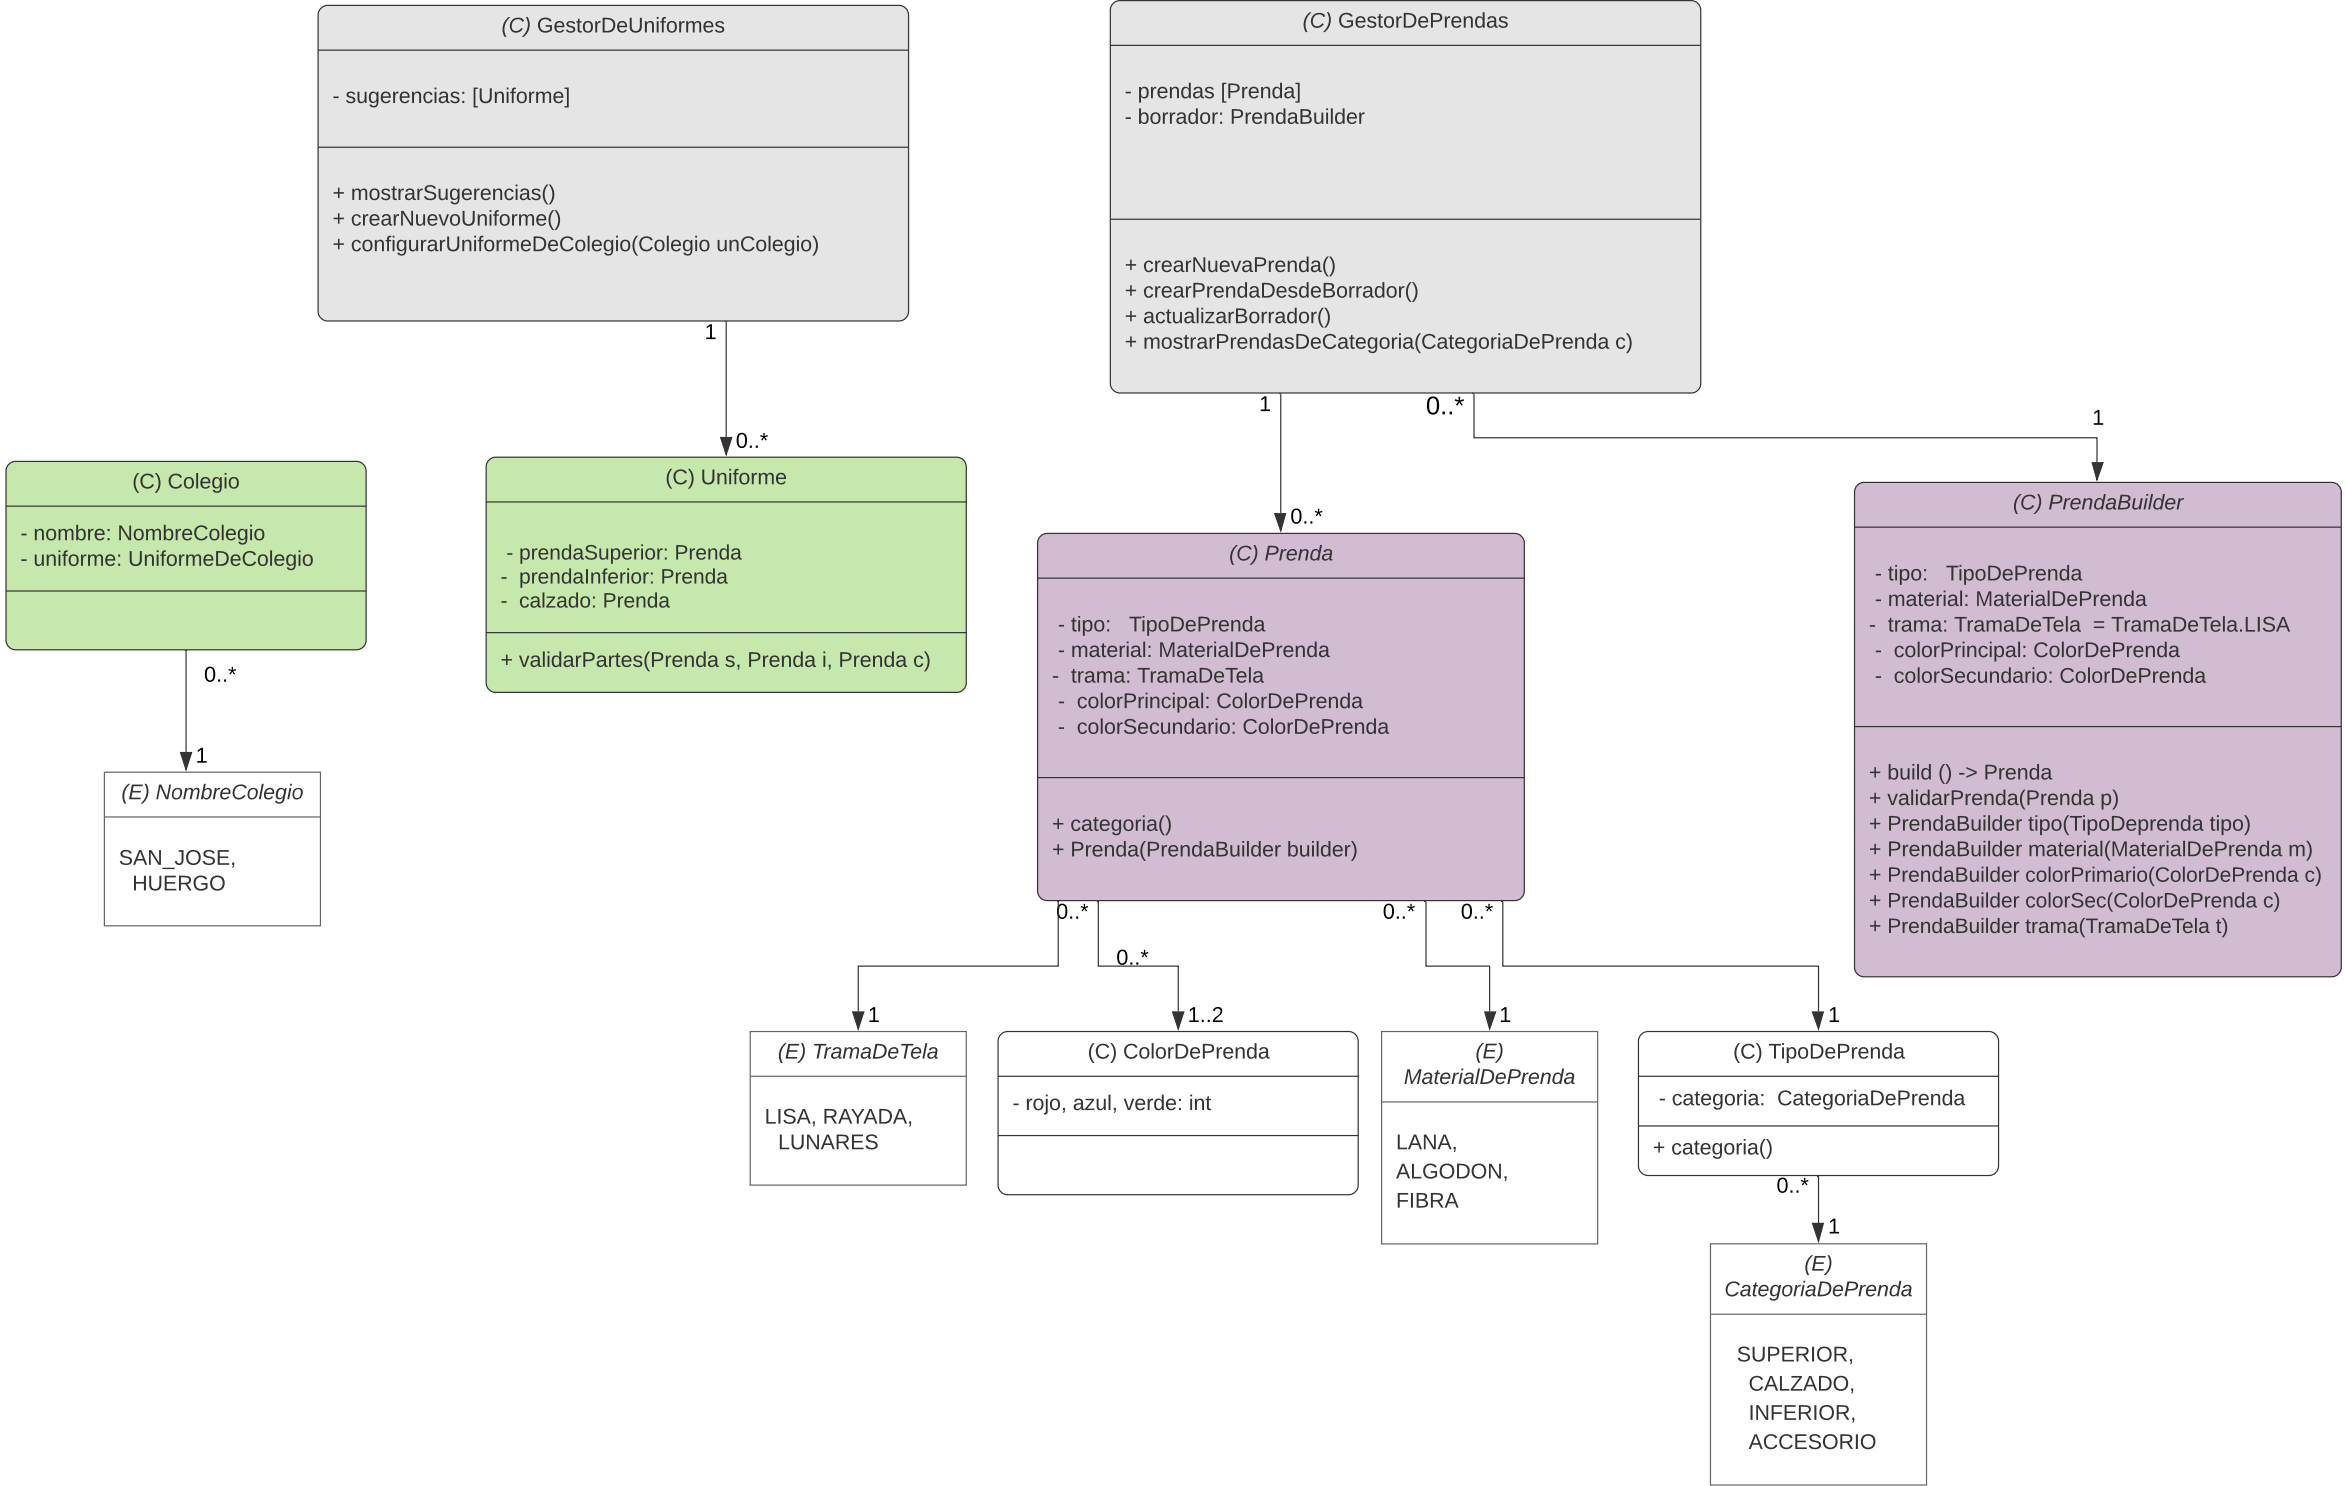 (C) GestorDeUniformes
- sugerencias: [Uniforme]
+ mostrarSugerencias()
+ crearNuevoUniforme()
+ configurarUniformeDeColegio(Colegio unColegio)
1
0..*
(C) GestorDePrendas
- prendas [Prenda]
- borrador: PrendaBuilder
+ crearNuevaPrenda()
+ crearPrendaDesdeBorrador()
+ actualizarBorrador()
+ mostrarPrendasDeCategoria(CategoriaDePrenda c)
1
0..*
0..*
1
(C) Colegio
- nombre: NombreColegio
- uniforme: UniformeDeColegio
0..*
1
(E) NombreColegio
SAN_JOSE,
HUERGO
(C) Uniforme
- prendaSuperior: Prenda
- prendaInferior: Prenda
- calzado: Prenda
+ validarPartes(Prenda s, Prenda i, Prenda c)
(C) Prenda
- tipo: TipoDePrenda
- material: MaterialDePrenda
- trama: TramaDeTela
- colorPrincipal: ColorDePrenda
- colorSecundario: ColorDePrenda
+ categoria()
+ Prenda(PrendaBuilder builder)
(C) PrendaBuilder
- tipo: TipoDePrenda
- material: MaterialDePrenda
- trama: TramaDeTela = TramaDeTela.LISA
- colorPrincipal: ColorDePrenda
- colorSecundario: ColorDePrenda
+ build () -> Prenda
+ validarPrenda(Prenda p)
+ PrendaBuilder tipo(TipoDeprenda tipo)
+ PrendaBuilder material(MaterialDePrenda m)
+ PrendaBuilder colorPrimario(ColorDePrenda c)
+ PrendaBuilder colorSec(ColorDePrenda c)
+ PrendaBuilder trama(TramaDeTela t)
0..*
0..*
0..*
0..*
1
1..2
1
1
(E) TramaDeTela
LISA, RAYADA,
LUNARES
(C) ColorDePrenda
- rojo, azul, verde: int
(E)
MaterialDePrenda
LANA,
ALGODON,
FIBRA
(C) TipoDePrenda
- categoria: CategoriaDePrenda
+ categoria()
0..*
1
(E)
CategoriaDePrenda
SUPERIOR,
CALZADO,
INFERIOR,
ACCESORIO